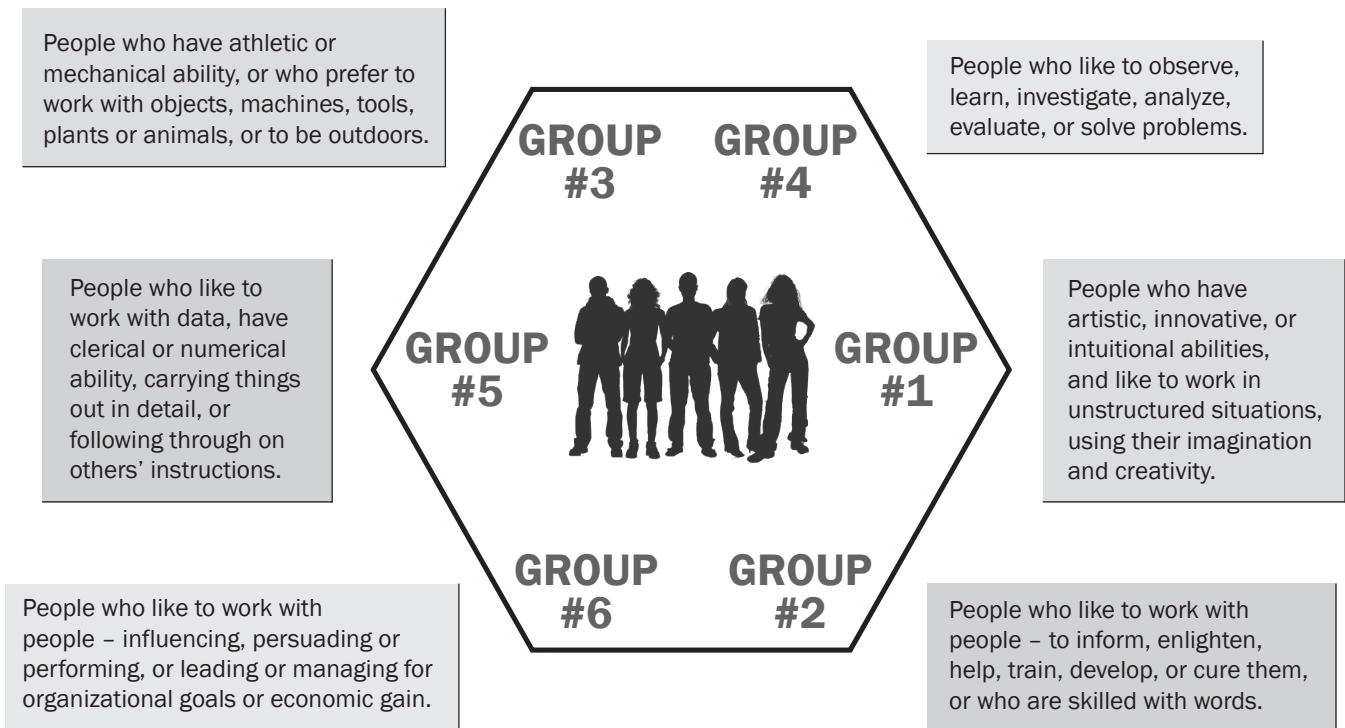 People who have athletic or
mechanical ability, or who prefer to
work with objects, machines, tools,
plants or animals, or to be outdoors.
People who like to observe,
learn, investigate, analyze,
evaluate, or solve problems.
GROUP
#3
GROUP
#4
People who like to
work with data, have
clerical or numerical
ability, carrying things
out in detail, or
following through on
others’ instructions.
GROUP
#5
GROUP
#1
People who have
artistic, innovative, or
intuitional abilities,
and like to work in
unstructured situations,
using their imagination
and creativity.
GROUP
#6
GROUP
#2
People who like to work with
people – influencing, persuading or
performing, or leading or managing for
organizational goals or economic gain.
People who like to work with
people – to inform, enlighten,
help, train, develop, or cure them,
or who are skilled with words.